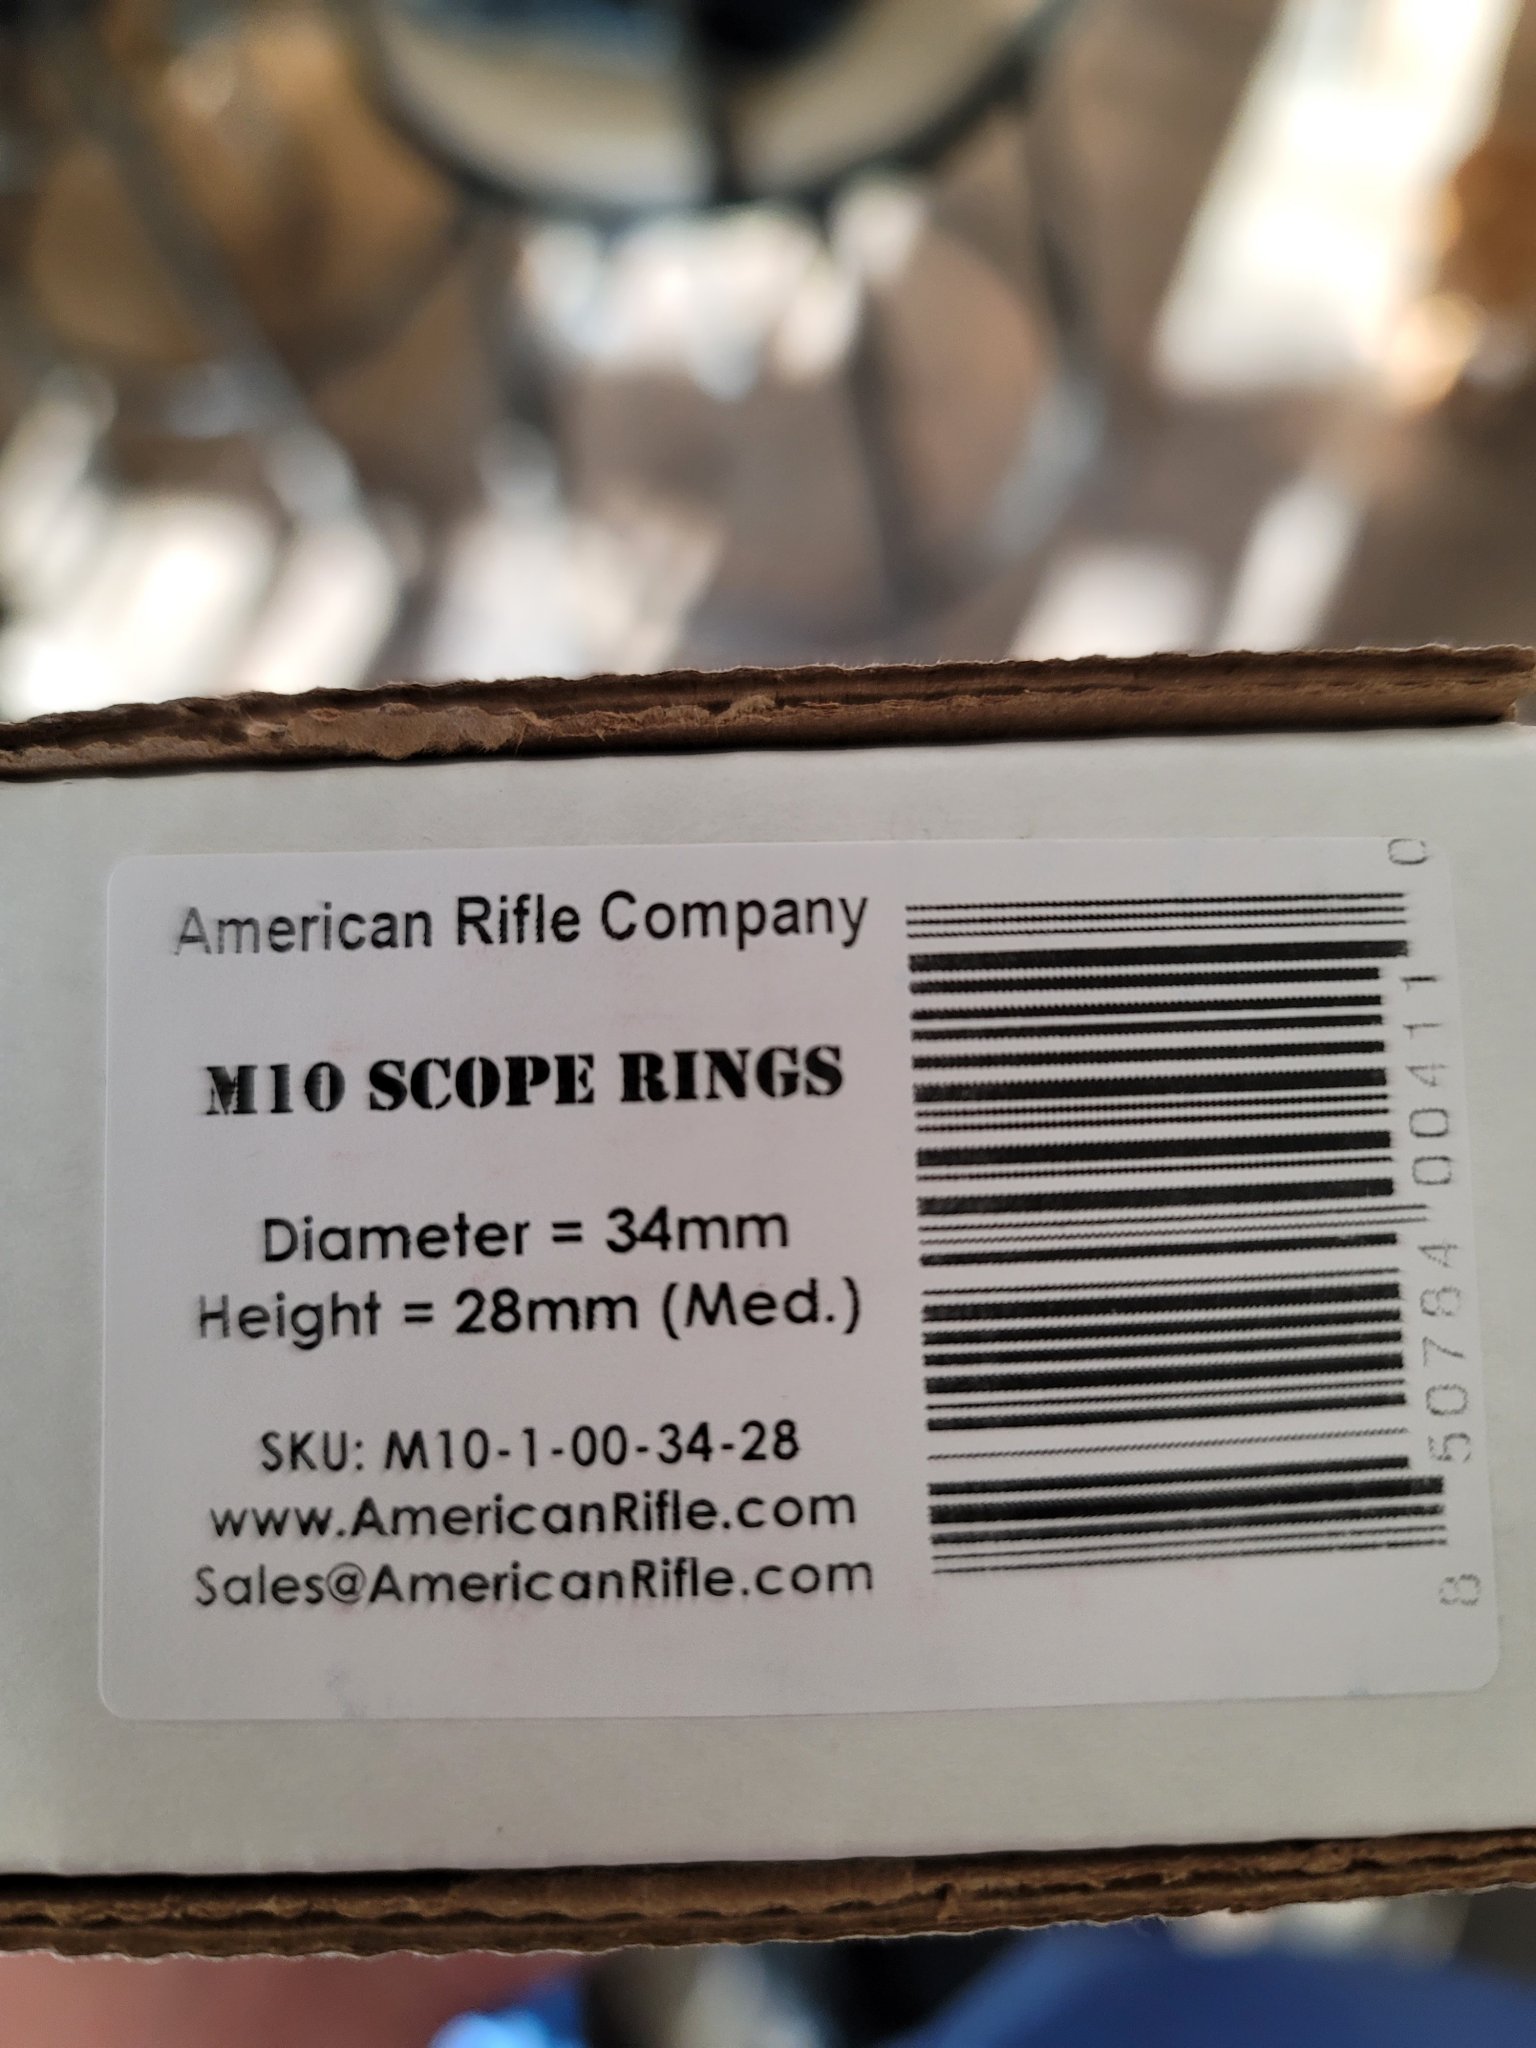 American Rifle Company
M10 SCOPE RINGS
Diameter = 34mm
Height = 28mm (Med.)
SKU: M10-1-00-34-28
www.AmericanRifle.com
Sales@AmericanRifle.com
8 50784 00411 0